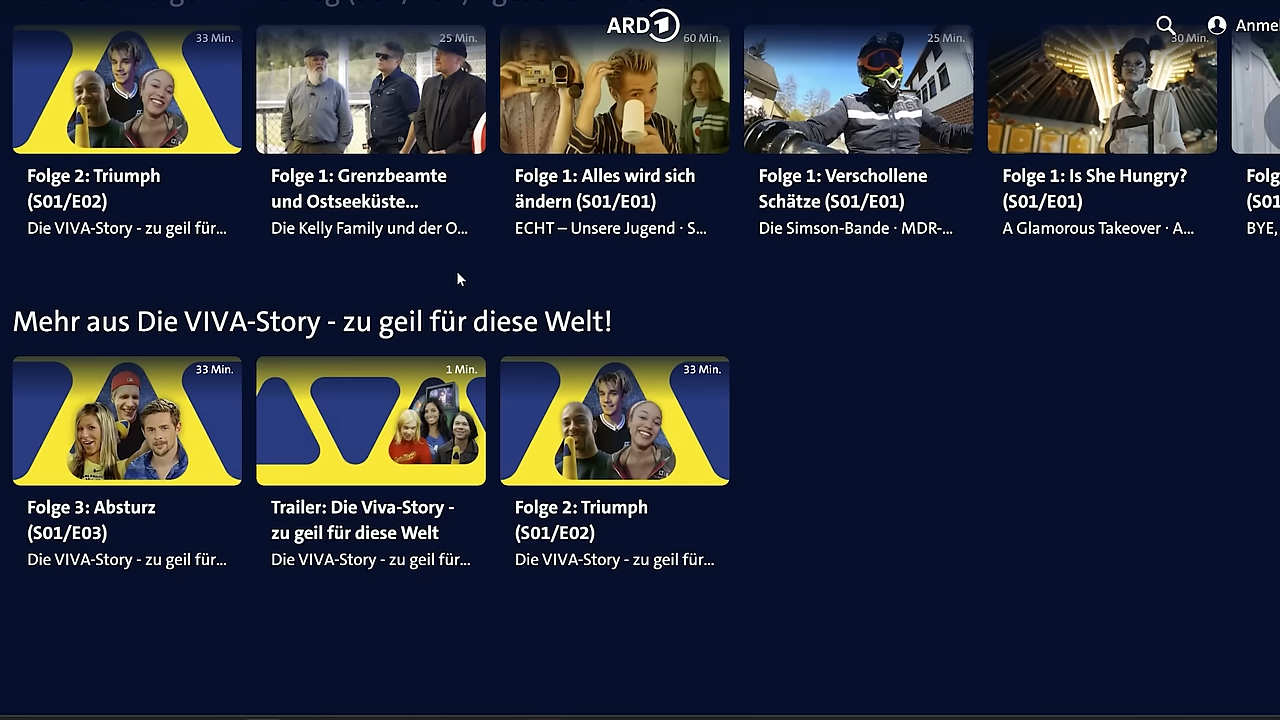 ARD 1
Anme
33 Min.
25 Min.
60 Min.
25 Min.
30 Min.
Folge 2: Triumph
(S01/E02)
Die VIVA-Story - zu geil für...
Folge 1: Grenzbeamte
und Ostseeküste...
Die Kelly Family und der O...
Folge 1: Alles wird sich
ändern (S01/E01)
ECHT – Unsere Jugend · S...
Folge 1: Verschollene
Schätze (S01/E01)
Die Simson-Bande · MDR-...
Folge 1: Is She Hungry?
(S01/E01)
A Glamorous Takeover · A...
Folg
(S01
BYE,
Mehr aus Die VIVA-Story - zu geil für diese Welt!
33 Min.
1 Min.
33 Min.
Folge 3: Absturz
(S01/E03)
Die VIVA-Story - zu geil für...
Trailer: Die Viva-Story -
zu geil für diese Welt
Die VIVA-Story - zu geil für...
Folge 2: Triumph
(S01/E02)
Die VIVA-Story - zu geil für...